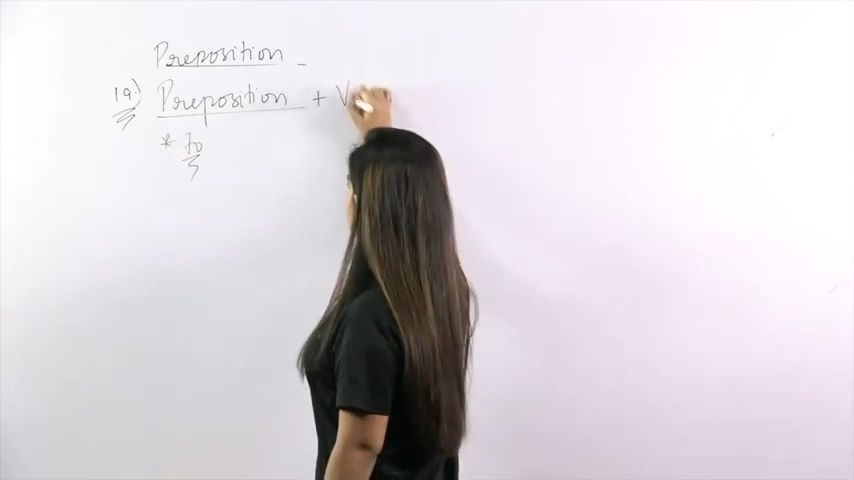 Preposition -
19.) Preposition + V
* to